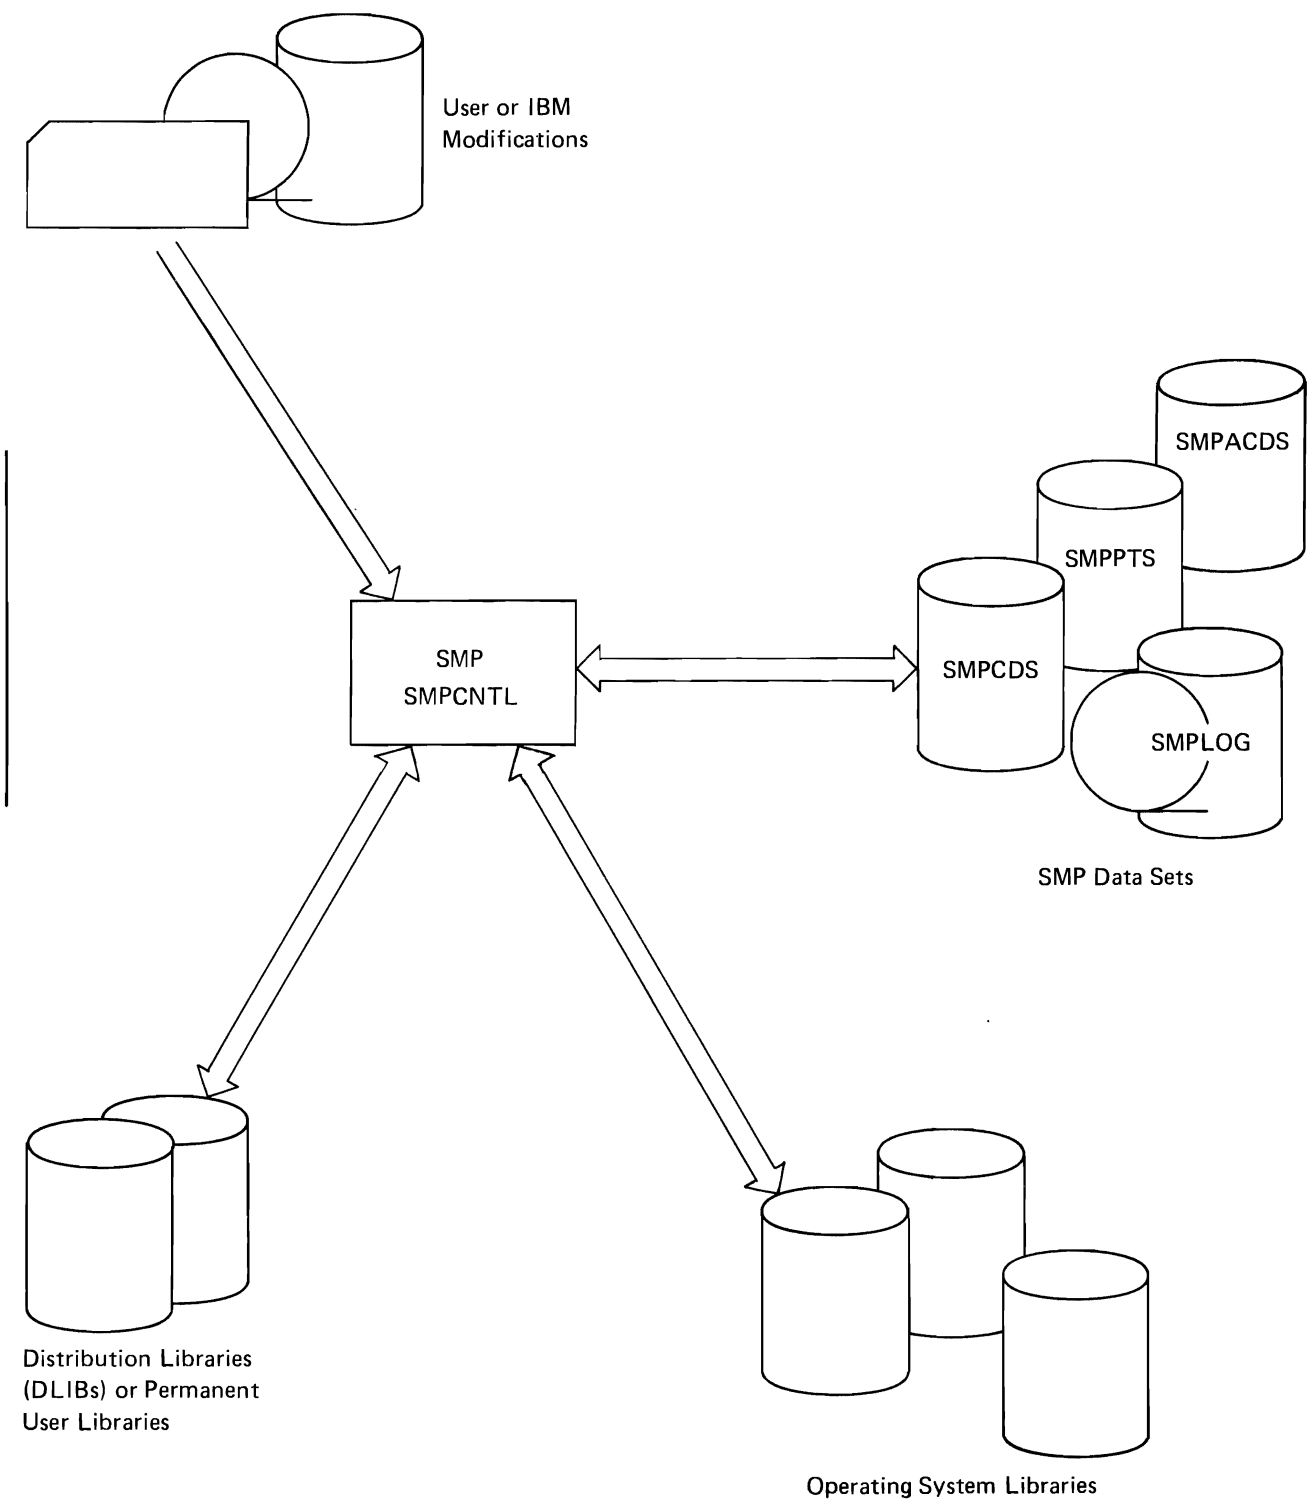 User or IBM
Modifications
SMPACDS
SMPPTS
SMP
SMPCNTL
SMPCDS
SMPLOG
SMP Data Sets
Distribution Libraries
(DLIBs) or Permanent
User Libraries
Operating System Libraries